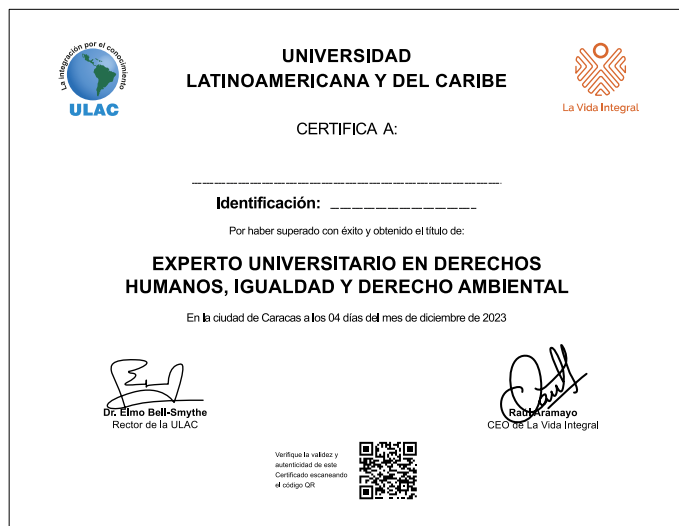 La integración por el conocimiento
ULAC
UNIVERSIDAD
LATINOAMERICANA Y DEL CARIBE
La Vida Integral
CERTIFICA A:
Identificación:
Por haber superado con éxito y obtenido el título de:
EXPERTO UNIVERSITARIO EN DERECHOS
HUMANOS, IGUALDAD Y DERECHO AMBIENTAL
En la ciudad de Caracas a los 04 días del mes de diciembre de 2023
Dr. Elmo Bell-Smythe
Rector de la ULAC
Raúl Aramayo
CEO de La Vida Integral
Verifique la validez y
autenticidad de este
Certificado escaneando
el código QR